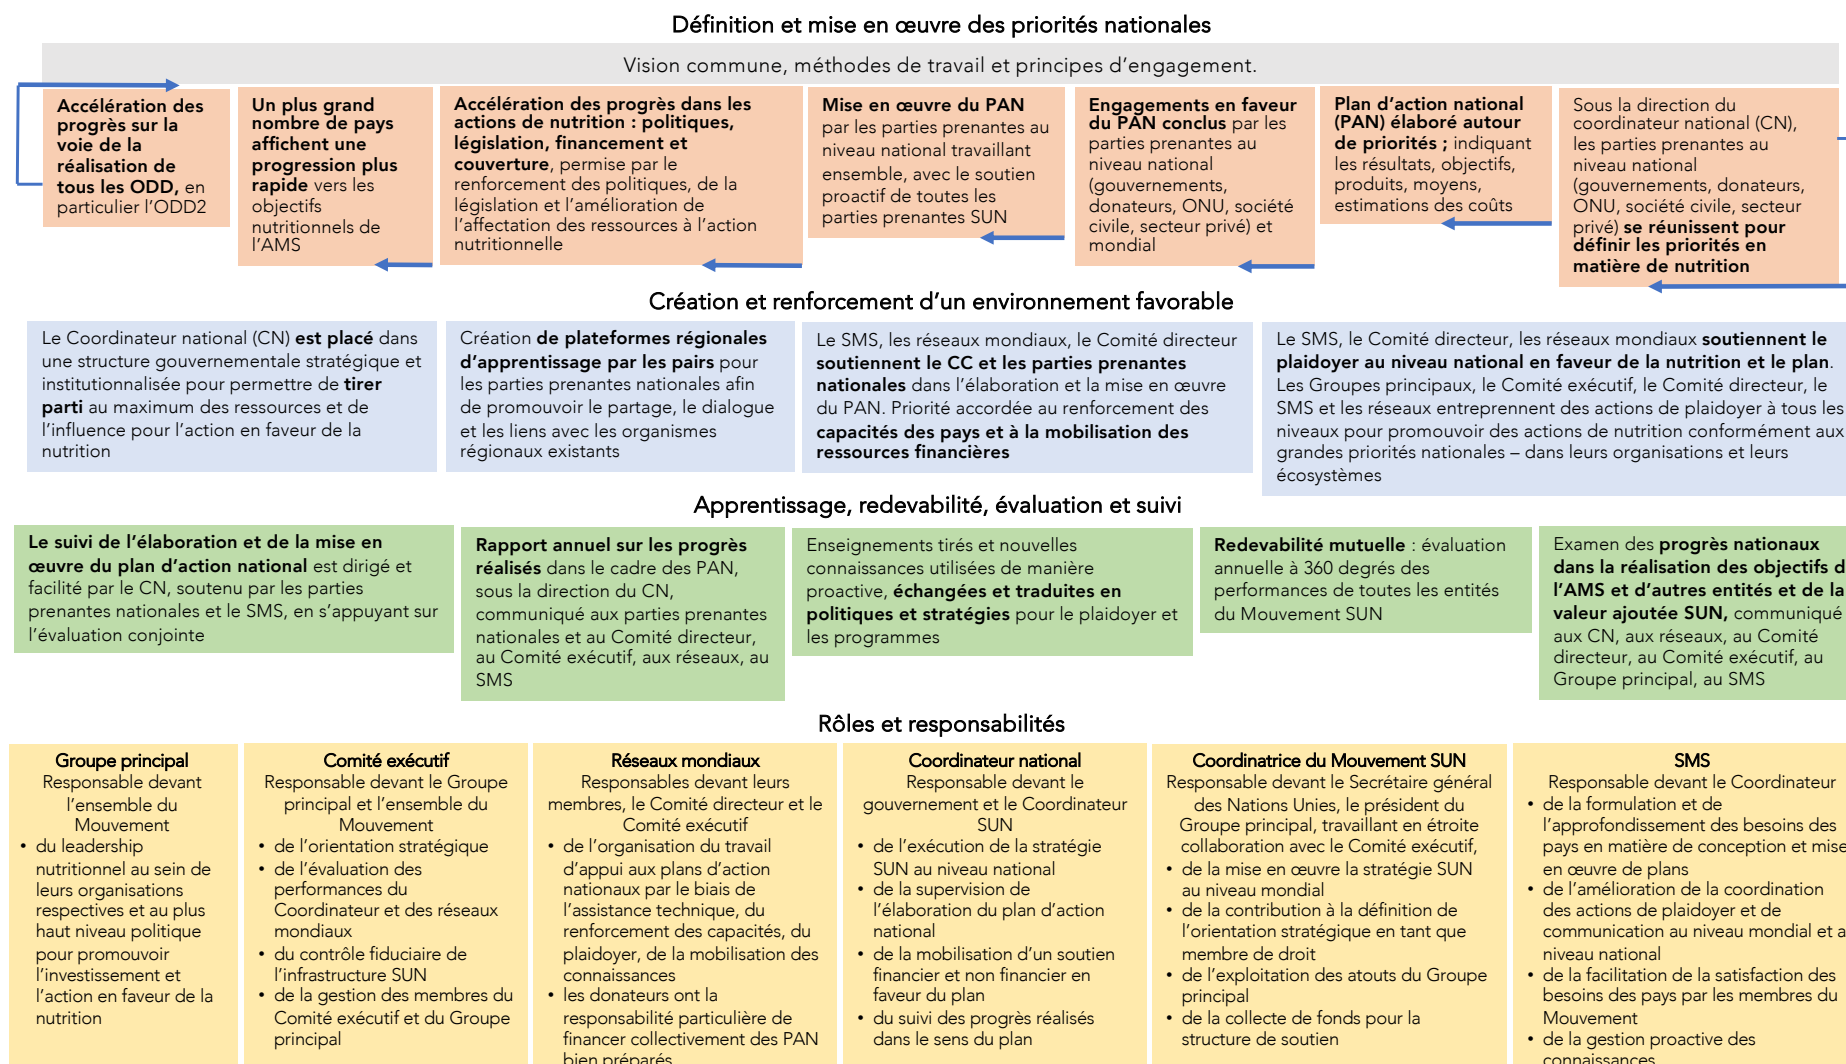 Définition et mise en œuvre des priorités nationales
Vision commune, méthodes de travail et principes d’engagement.
Accélération des
progrès sur la
voie de la
réalisation de
tous les ODD, en
particulier l’ODD2
Un plus grand
nombre de pays
affichent une
progression plus
rapide vers les
objectifs
nutritionnels de
l’AMS
Accélération des progrès dans les
actions de nutrition : politiques,
législation, financement et
couverture, permise par le
renforcement des politiques, de la
législation et l’amélioration de
l’affectation des ressources à l’action
nutritionnelle
Mise en œuvre du PAN
par les parties prenantes au
niveau national travaillant
ensemble, avec le soutien
proactif de toutes les
parties prenantes SUN
Engagements en faveur
du PAN conclus par les
parties prenantes au
niveau national
(gouvernements,
donateurs, ONU, société
civile, secteur privé) et
mondial
Plan d’action national
(PAN) élaboré autour
de priorités ; indiquant
les résultats, objectifs,
produits, moyens,
estimations des coûts
Sous la direction du
coordinateur national (CN),
les parties prenantes au
niveau national
(gouvernements, donateurs,
ONU, société civile, secteur
privé) se réunissent pour
définir les priorités en
matière de nutrition
Création et renforcement d’un environnement favorable
Le Coordinateur national (CN) est placé dans
une structure gouvernementale stratégique et
institutionnalisée pour permettre de tirer
parti au maximum des ressources et de
l’influence pour l’action en faveur de la
nutrition
Création de plateformes régionales
d’apprentissage par les pairs pour
les parties prenantes nationales afin
de promouvoir le partage, le dialogue
et les liens avec les organismes
régionaux existants
Le SMS, les réseaux mondiaux, le Comité directeur
soutiennent le CC et les parties prenantes
nationales dans l’élaboration et la mise en œuvre
du PAN. Priorité accordée au renforcement des
capacités des pays et à la mobilisation des
ressources financières
Le SMS, le Comité directeur, les réseaux mondiaux soutiennent le
plaidoyer au niveau national en faveur de la nutrition et le plan.
Les Groupes principaux, le Comité exécutif, le Comité directeur, le
SMS et les réseaux entreprennent des actions de plaidoyer à tous les
niveaux pour promouvoir des actions de nutrition conformément aux
grandes priorités nationales – dans leurs organisations et leurs
écosystèmes
Apprentissage, redevabilité, évaluation et suivi
Le suivi de l’élaboration et de la mise en
œuvre du plan d’action national est dirigé et
facilité par le CN, soutenu par les parties
prenantes nationales et le SMS, en s’appuyant sur
l’évaluation conjointe
Rapport annuel sur les progrès
réalisés dans le cadre des PAN,
sous la direction du CN,
communiqué aux parties prenantes
nationales et au Comité directeur,
au Comité exécutif, aux réseaux, au
SMS
Enseignements tirés et nouvelles
connaissances utilisées de manière
proactive, échangées et traduites en
politiques et stratégies pour le plaidoyer et
les programmes
Redevabilité mutuelle : évaluation
annuelle à 360 degrés des
performances de toutes les entités
du Mouvement SUN
Examen des progrès nationaux
dans la réalisation des objectifs d
l’AMS et d’autres entités et de la
valeur ajoutée SUN, communiqué
aux CN, aux réseaux, au Comité
directeur, au Comité exécutif, au
Groupe principal, au SMS
Rôles et responsabilités
Groupe principal
Responsable devant
l’ensemble du
Mouvement
• du leadership
nutritionnel au sein de
leurs organisations
respectives et au plus
haut niveau politique
pour promouvoir
l’investissement et
l’action en faveur de la
nutrition
Comité exécutif
Responsable devant le Groupe
principal et l’ensemble du
Mouvement
• de l’orientation stratégique
• de l’évaluation des
performances du
Coordinateur et des réseaux
mondiaux
• du contrôle fiduciaire de
l’infrastructure SUN
• de la gestion des membres du
Comité exécutif et du Groupe
principal
Réseaux mondiaux
Responsables devant leurs
membres, le Comité directeur et le
Comité exécutif
• de l’organisation du travail
d’appui aux plans d’action
nationaux par le biais de
l’assistance technique, du
renforcement des capacités, du
plaidoyer, de la mobilisation des
connaissances
• les donateurs ont la
responsabilité particulière de
financer collectivement des PAN
bien préparés
Coordinateur national
Responsable devant le
gouvernement et le Coordinateur
SUN
• de l’exécution de la stratégie
SUN au niveau national
• de la supervision de
l’élaboration du plan d’action
national
• de la mobilisation d’un soutien
financier et non financier en
faveur du plan
• du suivi des progrès réalisés
dans le sens du plan
Coordinatrice du Mouvement SUN
Responsable devant le Secrétaire général
des Nations Unies, le président du
Groupe principal, travaillant en étroite
collaboration avec le Comité exécutif,
• de la mise en œuvre la stratégie SUN
au niveau mondial
• de la contribution à la définition de
l’orientation stratégique en tant que
membre de droit
• de l’exploitation des atouts du Groupe
principal
• de la collecte de fonds pour la
structure de soutien
SMS
Responsable devant le Coordinateur
• de la formulation et de
l’approfondissement des besoins des
pays en matière de conception et mise
en œuvre de plans
• de l’amélioration de la coordination
des actions de plaidoyer et de
communication au niveau mondial et a
niveau national
• de la facilitation de la satisfaction des
besoins des pays par les membres du
Mouvement
• de la gestion proactive des
connaissances